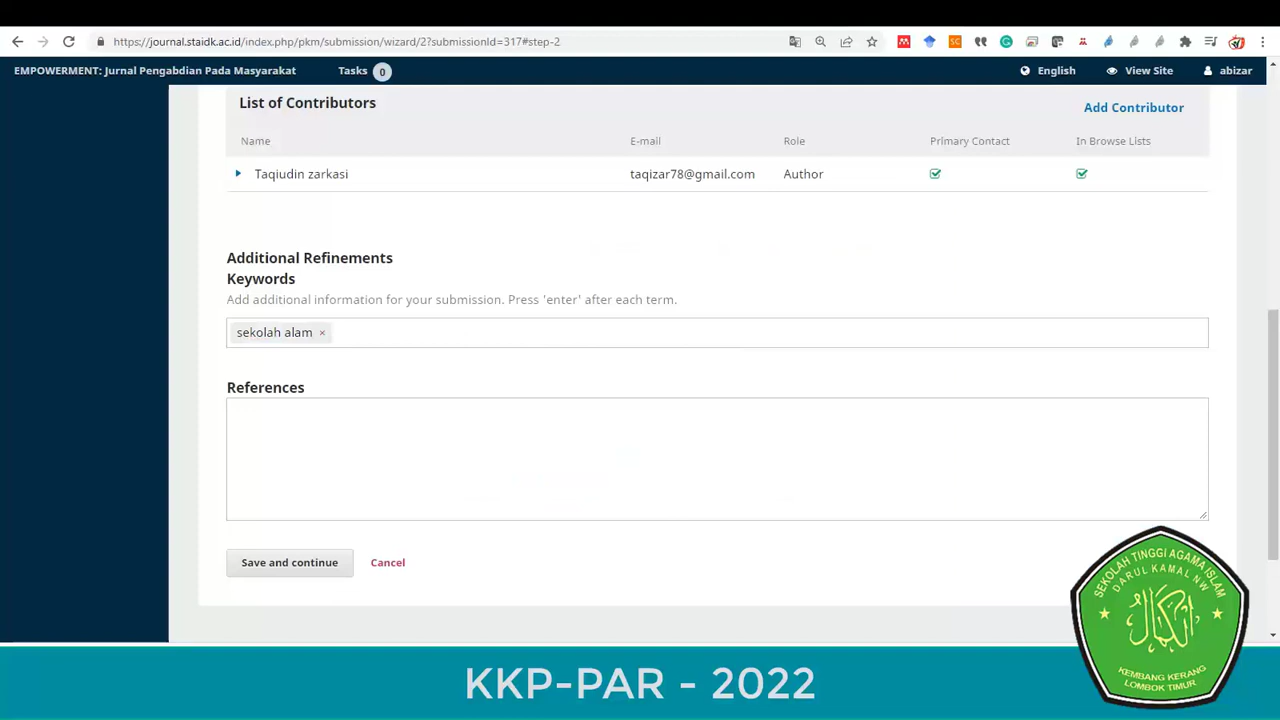 https://journal.staidk.ac.id/index.php/pkm/submission/wizard/2?submissionId=317#step-2
EMPOWERMENT: Jurnal Pengabdian Pada Masyarakat Tasks 0 English View Site abizar
List of Contributors Add Contributor
Name E-mail Role Primary Contact In Browse Lists
Taqiudin zarkasi taqizar78@gmail.com Author
Additional Refinements
Keywords
Add additional information for your submission. Press 'enter' after each term.
sekolah alam ×
References
Save and continue Cancel
SEKOLAH TINGGI AGAMA ISLAM
DARUL KAMAL NW
الكمال
KEMBANG KERANG
LOMBOK TIMUR
KKP-PAR - 2022